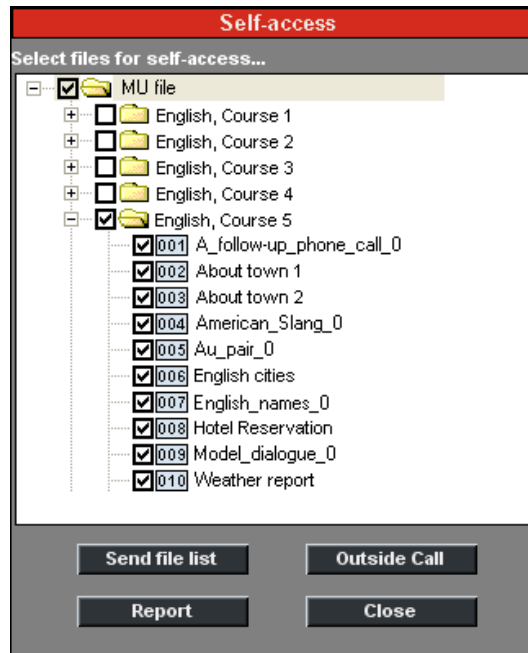 Self-access
Select files for self-access...
MU file
English, Course 1
English, Course 2
English, Course 3
English, Course 4
English, Course 5
001 A_follow-up_phone_call_0
002 About town 1
003 About town 2
004 American_Slang_0
005 Au_pair_0
006 English cities
007 English_names_0
008 Hotel Reservation
009 Model_dialogue_0
010 Weather report
Send file list Outside Call
Report Close